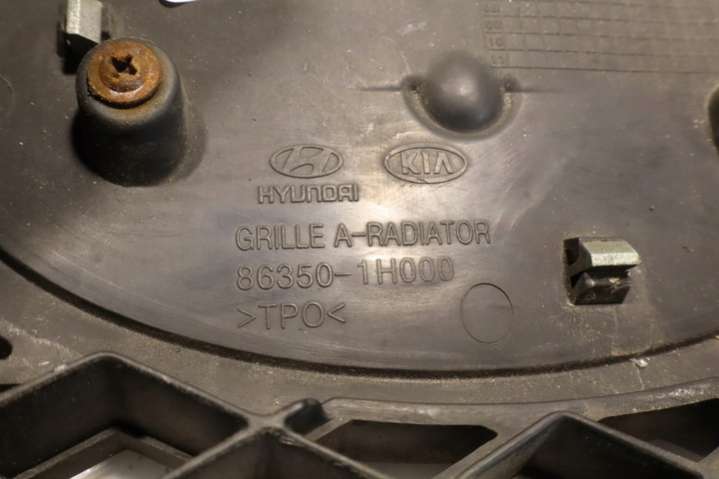 HYUNDAI KIA
GRILLE A-RADIATOR
86350-1H000
>TPO<